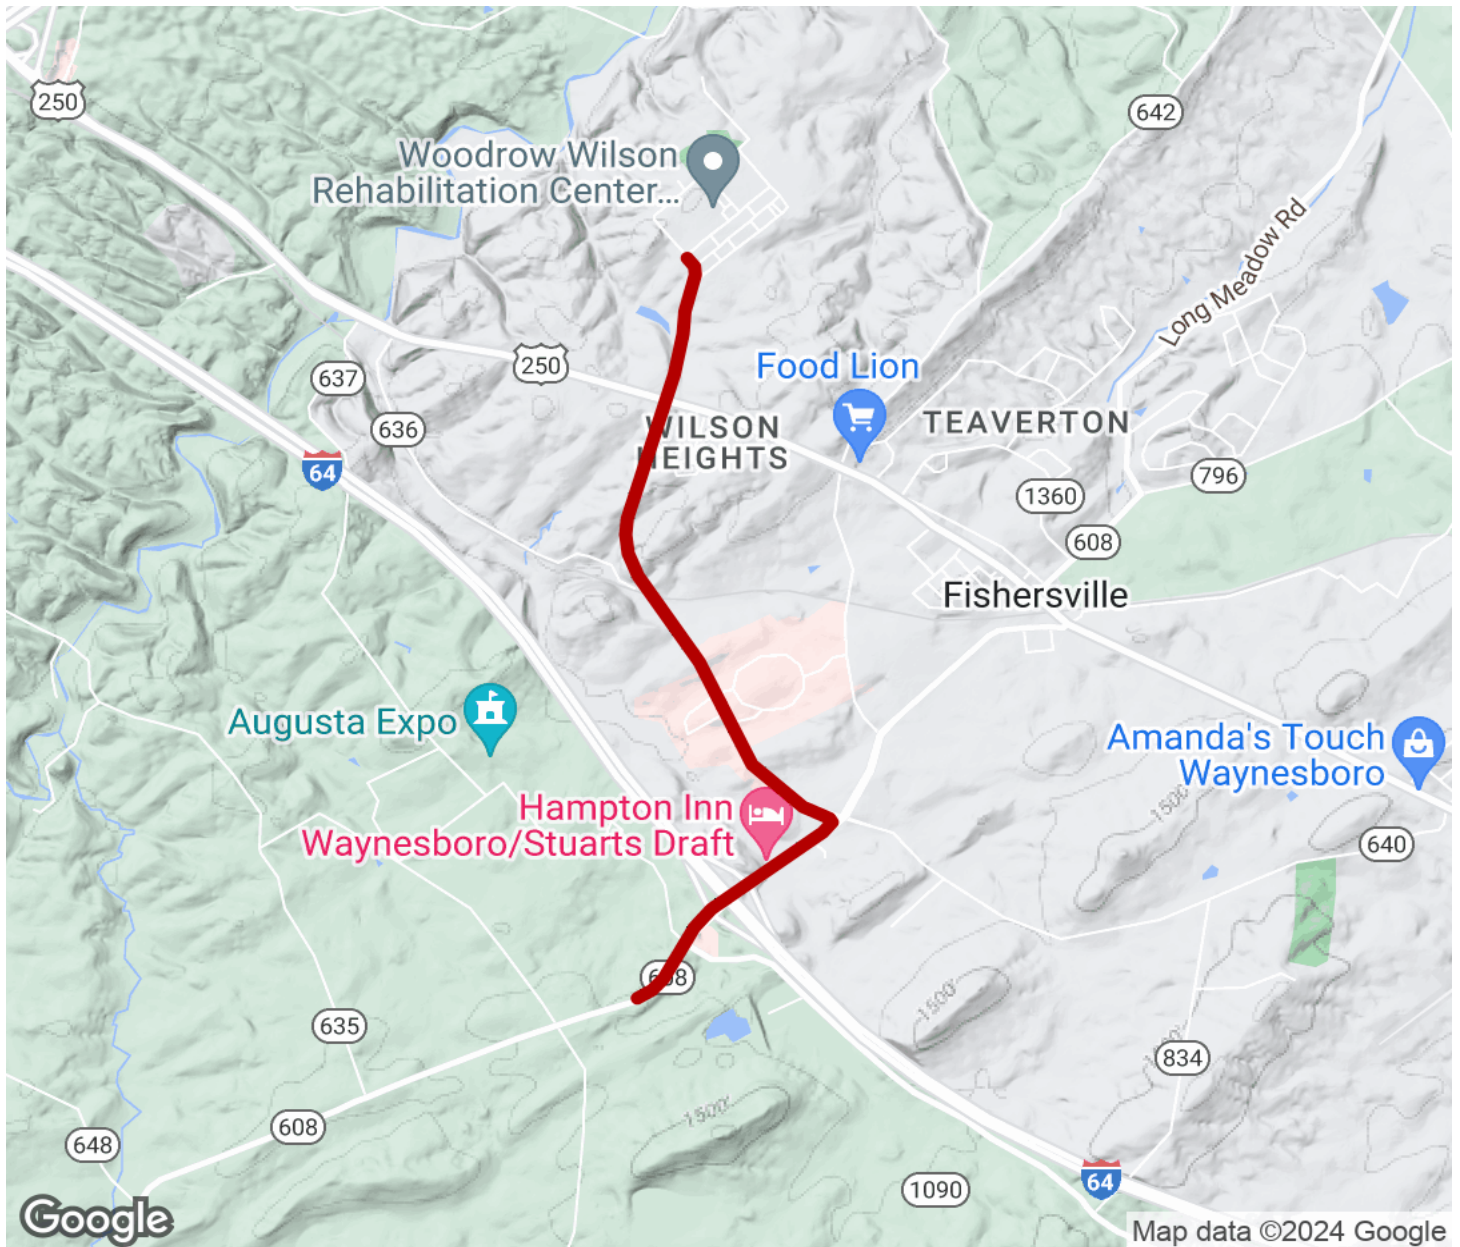 250
642
Woodrow Wilson
Rehabilitation Center...
Long Meadow Rd
250
637
Food Lion
636
WILSON
HEIGHTS
TEAVERTON
64
796
1360
608
Fishersville
Augusta Expo
Amanda's Touch
Waynesboro
1500'
Hampton Inn
Waynesboro/Stuarts Draft
640
608
1500'
635
834
1500'
608
648
64
1090
Google
Map data ©2024 Google